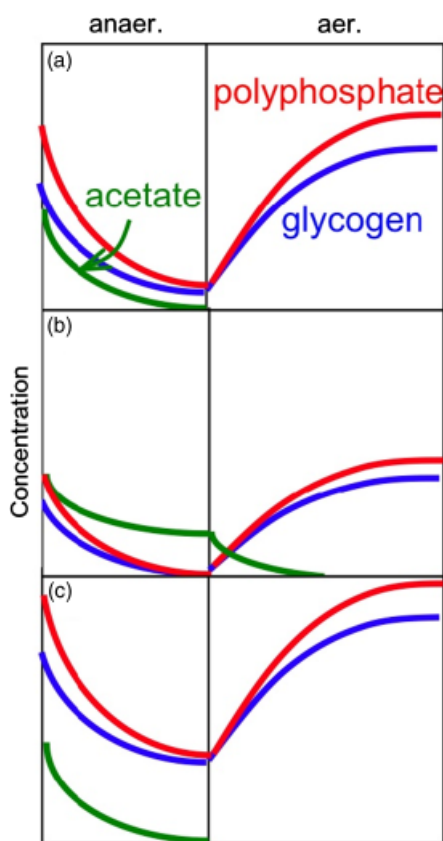 anaer. aer.
(a)
polyphosphate
acetate
glycogen
(b)
Concentration
(c)